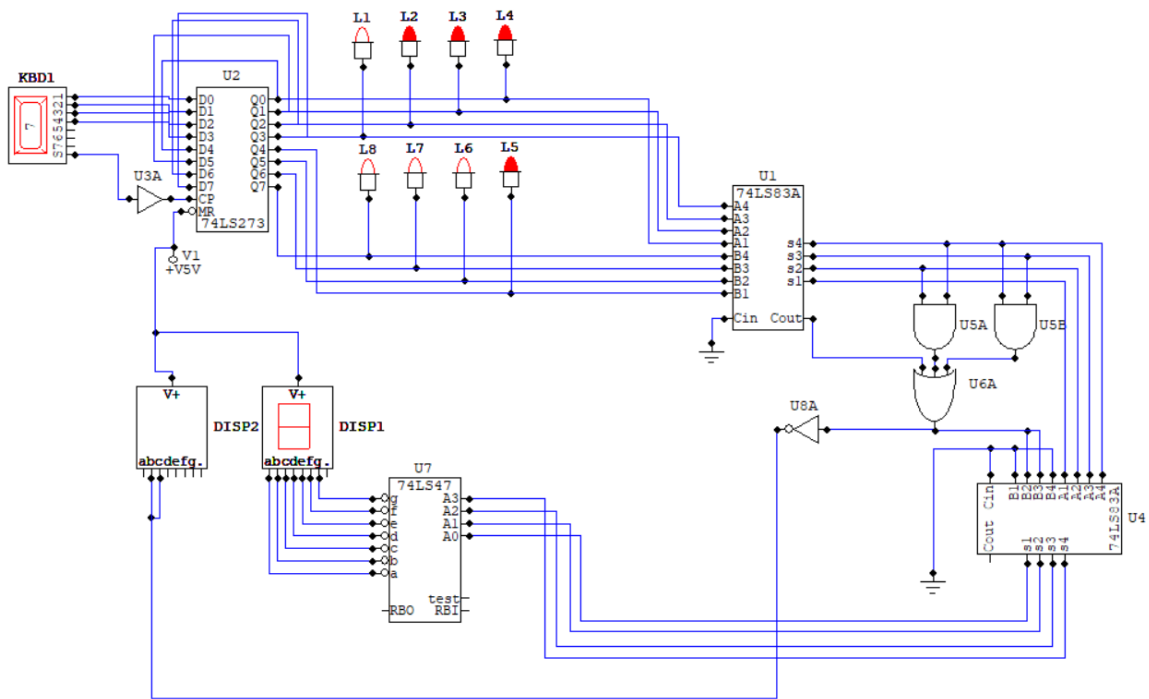 L1 L2 L3 L4
KBD1
U2
7
S7654321
D0 Q0
D1 Q1
D2 Q2
D3 Q3
D4 Q4
D5 Q5
D6 Q6
D7 Q7
CP
MR
74LS273
U3A
L8 L7 L6 L5
V1
+V5V
U1
74LS83A
A4
A3
A2
A1 s4
B4 s3
B3 s2
B2 s1
B1
Cin Cout
U5A U5B
U6A
U8A
V+ V+
DISP2 DISP1
abcdefg. abcdefg.
U7
74LS47
g A3
f A2
e A1
d A0
c
b
a
test
RBO RBI
Cin B1 B2 B3 B4 A1 A2 A3 A4
Cout s1 s2 s3 s4
74LS83A
U4